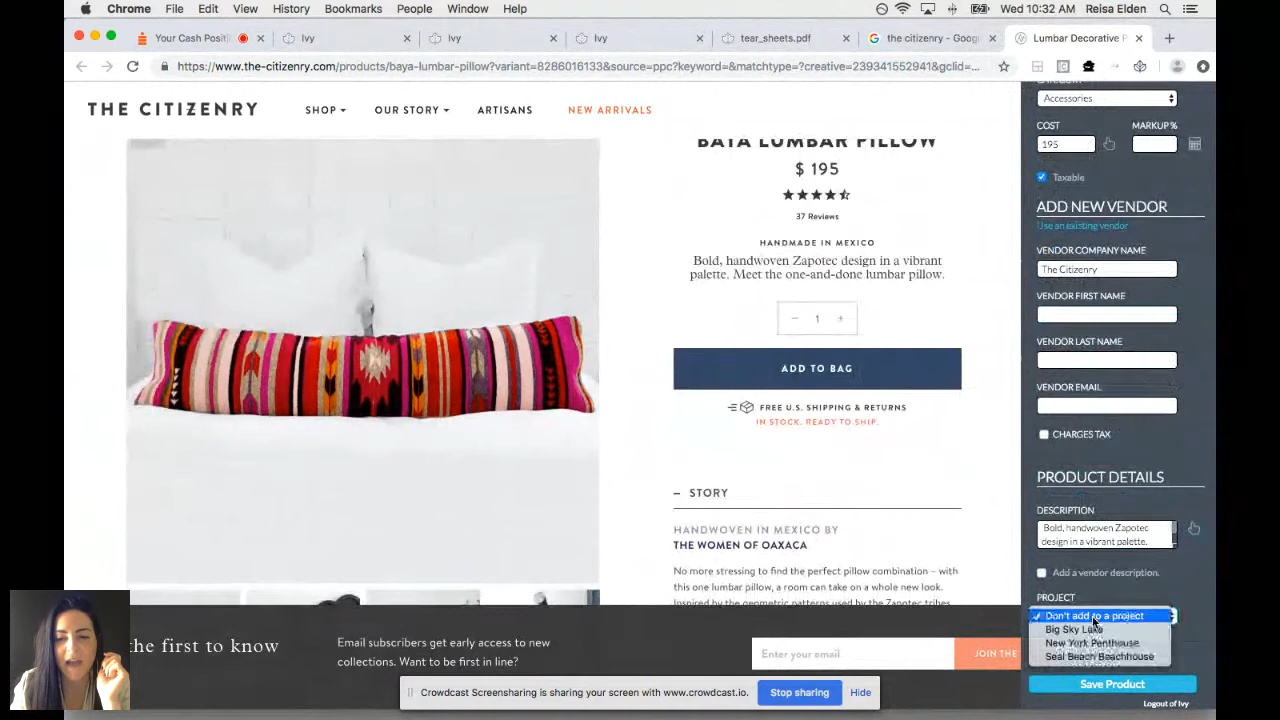 Chrome File Edit View History Bookmarks People Window Help
Wed 10:32 AM Reisa Elden
Your Cash Positi
Ivy
Ivy
Ivy
tear_sheets.pdf
the citizenry - Goog
Lumbar Decorative P
https://www.the-citizenry.com/products/baya-lumbar-pillow?variant=8286016133&source=ppc?keyword=&matchtype=?creative=239341552941&gclid=...
THE CITIZENRY
SHOP
OUR STORY
ARTISANS
NEW ARRIVALS
BAYA LUMBAR PILLOW
$ 195
37 Reviews
HANDMADE IN MEXICO
Bold, handwoven Zapotec design in a vibrant
palette. Meet the one-and-done lumbar pillow.
− 1 +
ADD TO BAG
FREE U.S. SHIPPING & RETURNS
IN STOCK. READY TO SHIP.
− STORY
HANDWOVEN IN MEXICO BY
THE WOMEN OF OAXACA
No more stressing to find the perfect pillow combination – with
this one lumbar pillow, a room can take on a whole new look.
Inspired by the geometric patterns used by the Zapotec tribes
the first to know
Email subscribers get early access to new
collections. Want to be first in line?
Enter your email
JOIN THE
Crowdcast Screensharing is sharing your screen with www.crowdcast.io.
Stop sharing
Hide
Accessories
COST
MARKUP %
195
Taxable
ADD NEW VENDOR
Use an existing vendor
VENDOR COMPANY NAME
The Citizenry
VENDOR FIRST NAME
VENDOR LAST NAME
VENDOR EMAIL
CHARGES TAX
PRODUCT DETAILS
DESCRIPTION
Bold, handwoven Zapotec
design in a vibrant palette.
Add a vendor description.
PROJECT
Don't add to a project
Big Sky Lake
New York Penthouse
Seal Beach Beachhouse
Save Product
Logout of Ivy